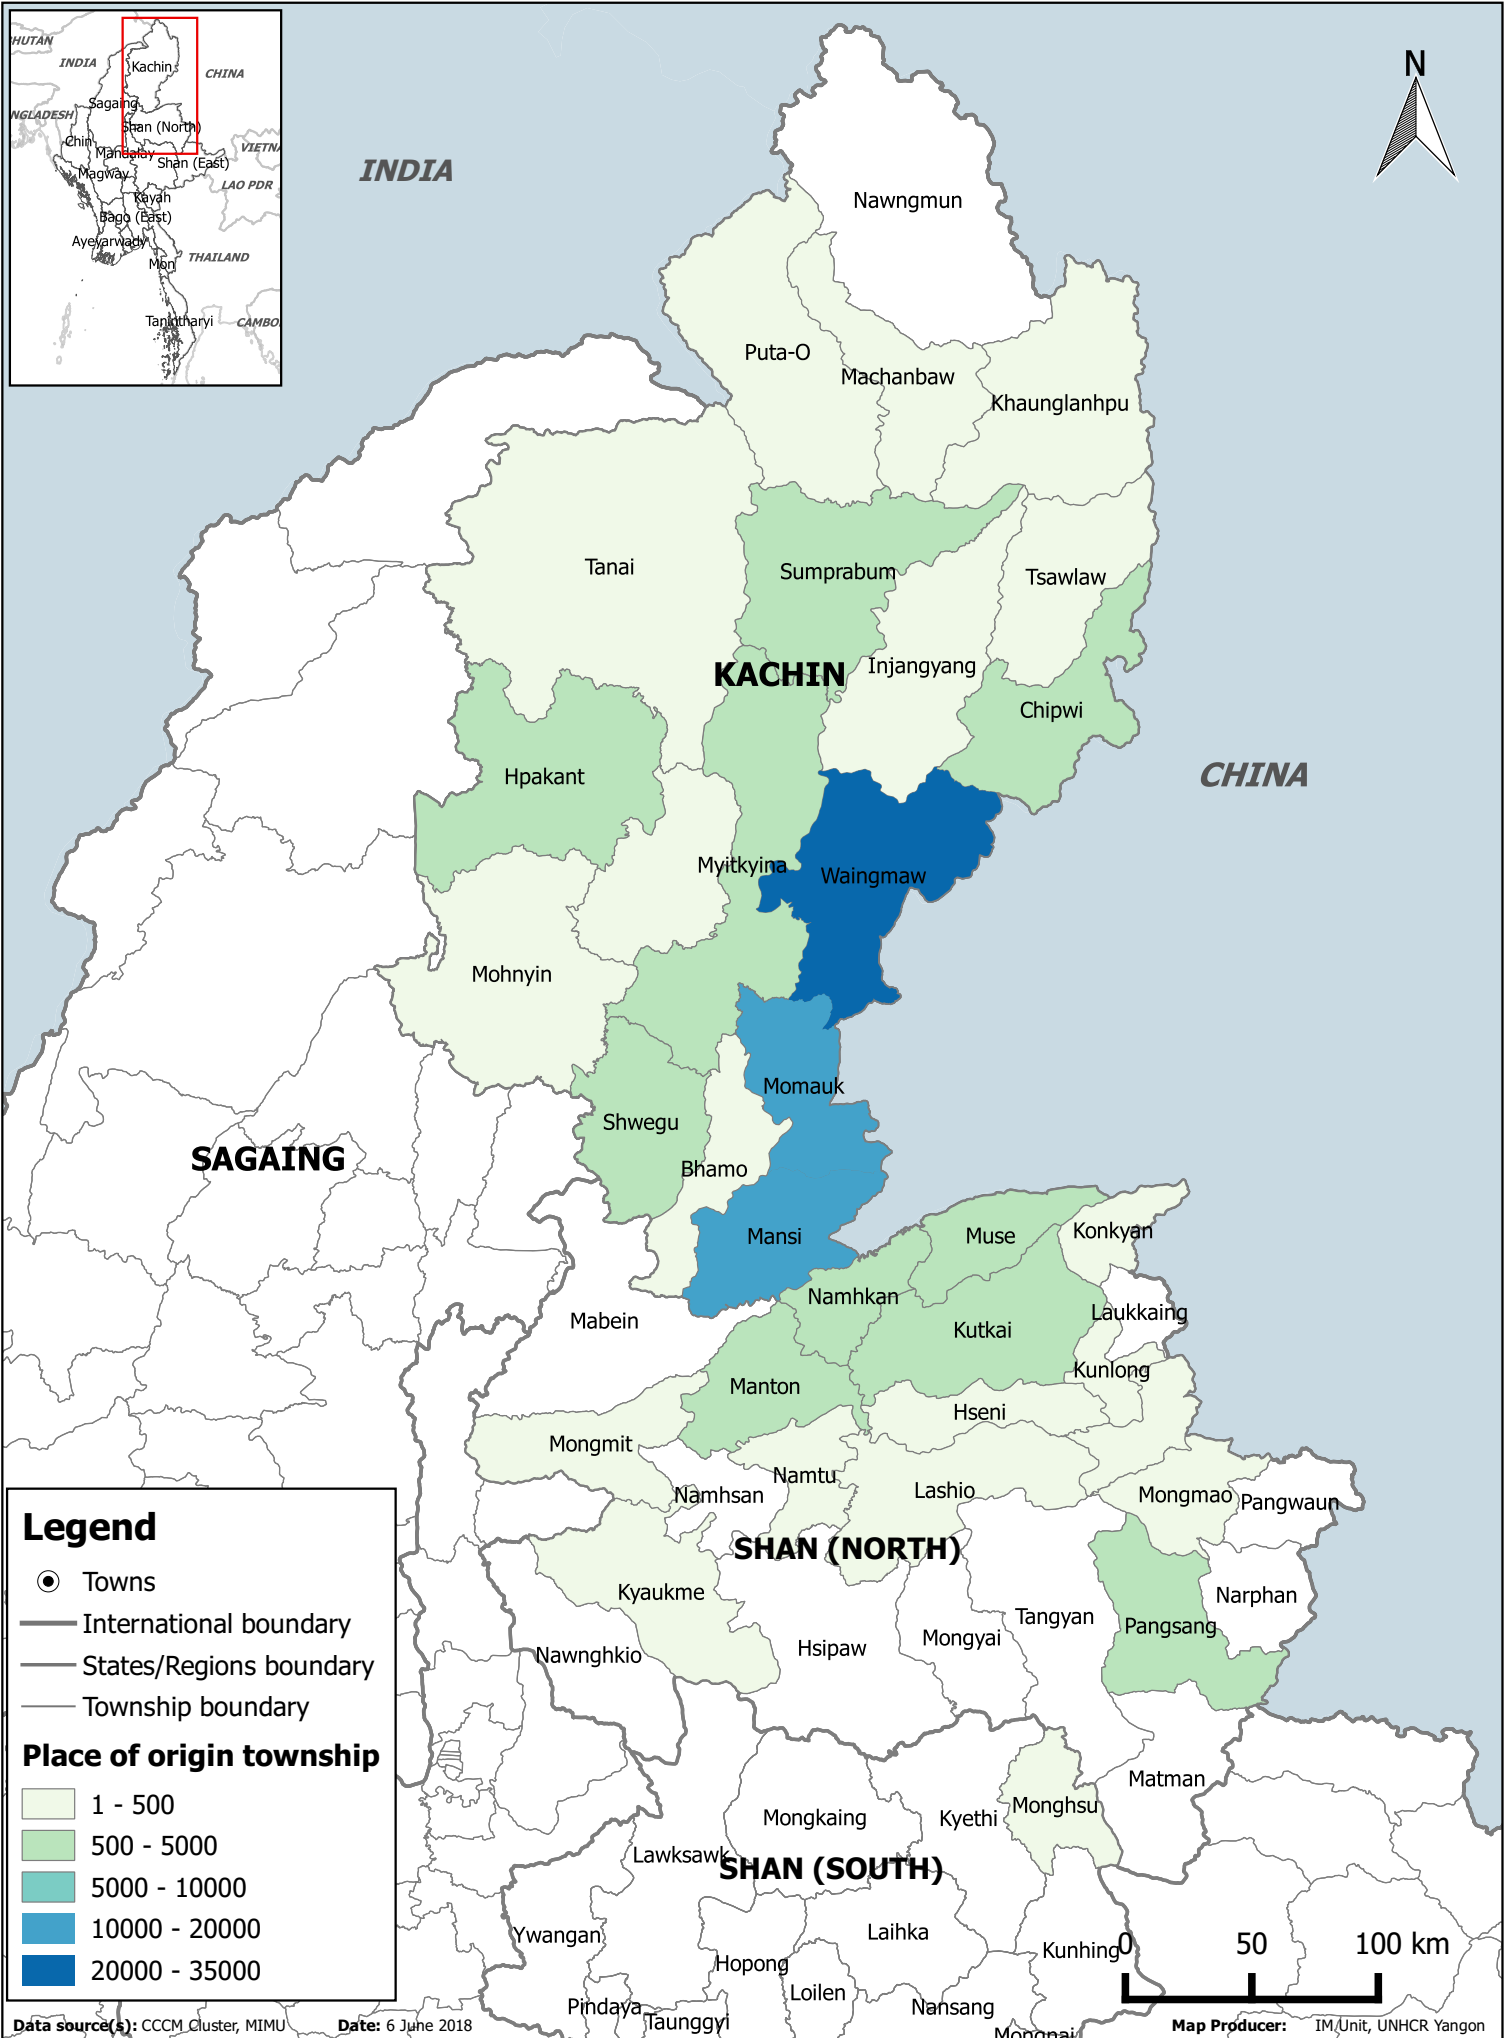 HUTAN
INDIA
CHINA
Kachin
Sagaing
NGLADESH
Shan (North)
Chin
Mandalay
VIETNA
Shan (East)
Magway
LAO PDR
Kayah
Bago (East)
Ayeyarwady
THAILAND
Mon
Tanintharyi
CAMBO
N
INDIA
Nawngmun
Puta-O
Machanbaw
Khaunglanhpu
Tanai
Sumprabum
Tsawlaw
KACHIN
Injangyang
Chipwi
Hpakant
CHINA
Myitkyina
Waingmaw
Mohnyin
Momauk
Shwegu
SAGAING
Bhamo
Mansi
Muse
Konkyan
Namhkan
Laukkaing
Mabein
Kutkai
Kunlong
Manton
Hseni
Mongmit
Namtu
Lashio
Namhsan
Mongmao
Pangwaun
SHAN (NORTH)
Kyaukme
Narphan
Tangyan
Pangsang
Mongyai
Hsipaw
Nawnghkio
Matman
Monghsu
Mongkaing
Kyethi
Lawksawk
SHAN (SOUTH)
Ywangan
Laihka
Kunhing
Hopong
Loilen
Pindaya
Nansang
Taunggyi
Mongnai
Legend
Towns
International boundary
States/Regions boundary
Township boundary
Place of origin township
1 - 500
500 - 5000
5000 - 10000
10000 - 20000
20000 - 35000
0 50 100 km
Data source(s): CCCM Cluster, MIMU Date: 6 June 2018 Map Producer: IM Unit, UNHCR Yangon